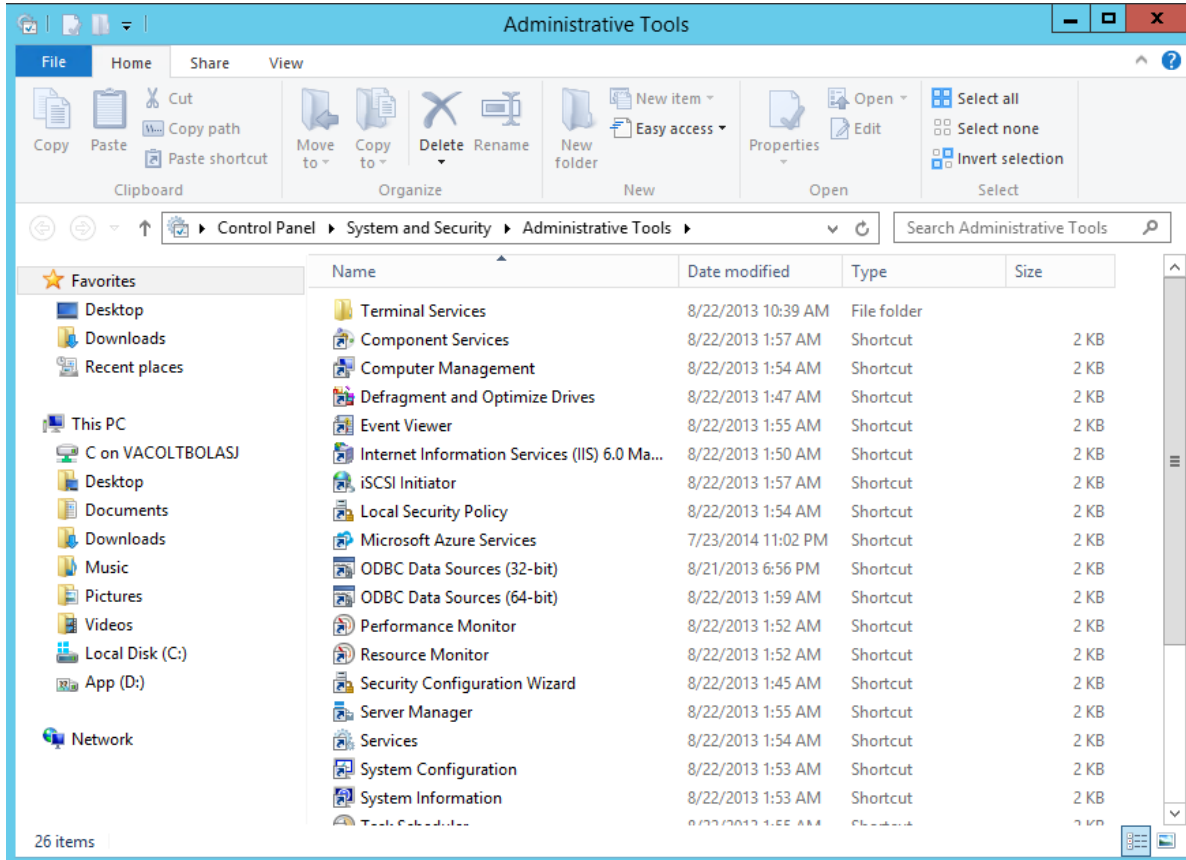 Administrative Tools
File Home Share View
Copy
Paste
Cut
Copy path
Paste shortcut
Clipboard
Move to
Copy to
Delete
Rename
Organize
New folder
New item
Easy access
New
Properties
Open
Edit
Open
Select all
Select none
Invert selection
Select
Control Panel System and Security Administrative Tools Search Administrative Tools
Favorites
Desktop
Downloads
Recent places
This PC
C on VACOLTBOLASJ
Desktop
Documents
Downloads
Music
Pictures
Videos
Local Disk (C:)
App (D:)
Network
Name Date modified Type Size
Terminal Services 8/22/2013 10:39 AM File folder
Component Services 8/22/2013 1:57 AM Shortcut 2 KB
Computer Management 8/22/2013 1:54 AM Shortcut 2 KB
Defragment and Optimize Drives 8/22/2013 1:47 AM Shortcut 2 KB
Event Viewer 8/22/2013 1:55 AM Shortcut 2 KB
Internet Information Services (IIS) 6.0 Ma... 8/22/2013 1:50 AM Shortcut 2 KB
iSCSI Initiator 8/22/2013 1:57 AM Shortcut 2 KB
Local Security Policy 8/22/2013 1:54 AM Shortcut 2 KB
Microsoft Azure Services 7/23/2014 11:02 PM Shortcut 2 KB
ODBC Data Sources (32-bit) 8/21/2013 6:56 PM Shortcut 2 KB
ODBC Data Sources (64-bit) 8/22/2013 1:59 AM Shortcut 2 KB
Performance Monitor 8/22/2013 1:52 AM Shortcut 2 KB
Resource Monitor 8/22/2013 1:52 AM Shortcut 2 KB
Security Configuration Wizard 8/22/2013 1:45 AM Shortcut 2 KB
Server Manager 8/22/2013 1:55 AM Shortcut 2 KB
Services 8/22/2013 1:54 AM Shortcut 2 KB
System Configuration 8/22/2013 1:53 AM Shortcut 2 KB
System Information 8/22/2013 1:53 AM Shortcut 2 KB
Task Scheduler 8/22/2013 1:55 AM Shortcut 2 KB
26 items